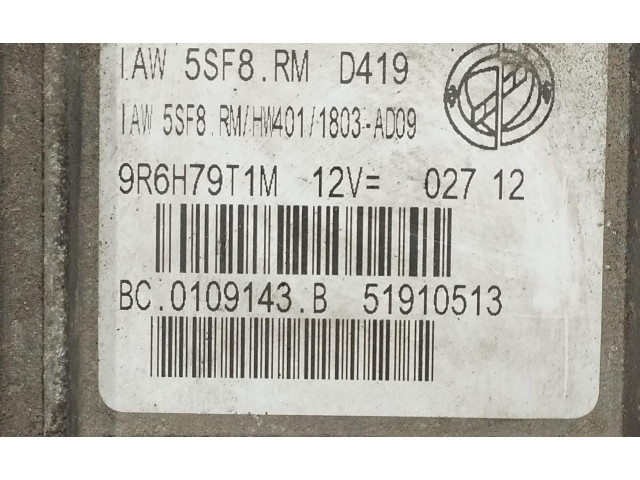 IAW 5SF8.RM D419
IAW 5SF8.RM/HW401/1803-AD09
9R6H79T1M 12V= 027 12
BC.0109143.B 51910513